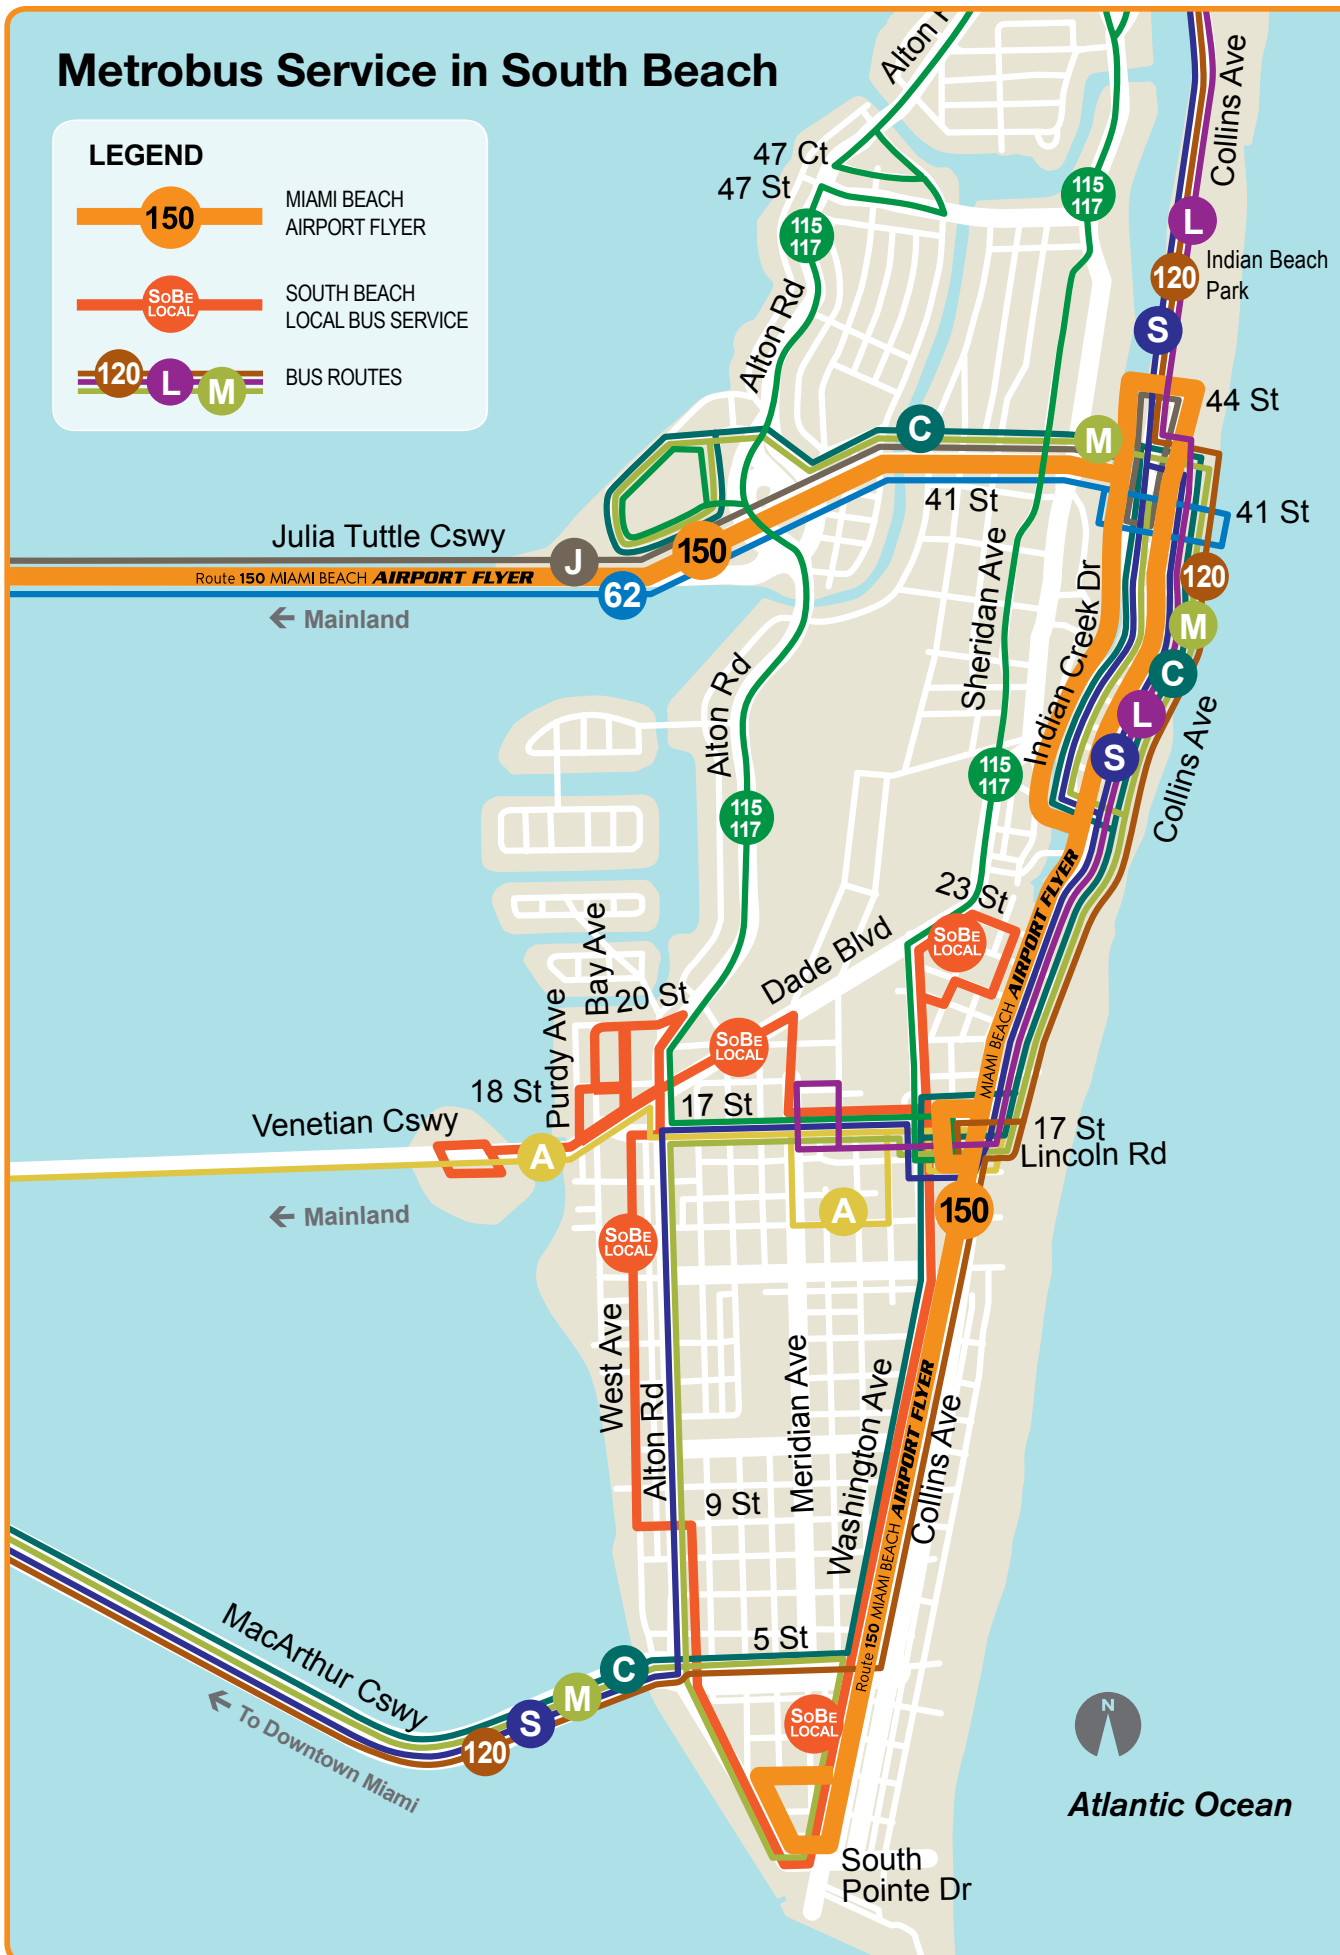 Metrobus Service in South Beach
LEGEND
150
MIAMI BEACH
AIRPORT FLYER
SoBe
LOCAL
SOUTH BEACH
LOCAL BUS SERVICE
120
L
M
BUS ROUTES
Alton R
Collins Ave
47 Ct
47 St
115
117
115
117
L
Indian Beach
Park
120
S
Alton Rd
44 St
C
M
41 St
41 St
Julia Tuttle Cswy
J
150
Route 150 MIAMI BEACH AIRPORT FLYER
62
← Mainland
120
M
C
L
S
Sheridan Ave
Indian Creek Dr
Collins Ave
Alton Rd
115
117
115
117
23 St
SoBe
LOCAL
Dade Blvd
MIAMI BEACH AIRPORT FLYER
Bay Ave
20 St
Purdy Ave
SoBe
LOCAL
18 St
17 St
Venetian Cswy
17 St
Lincoln Rd
A
← Mainland
A
150
SoBe
LOCAL
West Ave
Alton Rd
Meridian Ave
Washington Ave
Collins Ave
Route 150 MIAMI BEACH AIRPORT FLYER
9 St
5 St
MacArthur Cswy
C
M
S
120
← To Downtown Miami
SoBe
LOCAL
N
Atlantic Ocean
South
Pointe Dr